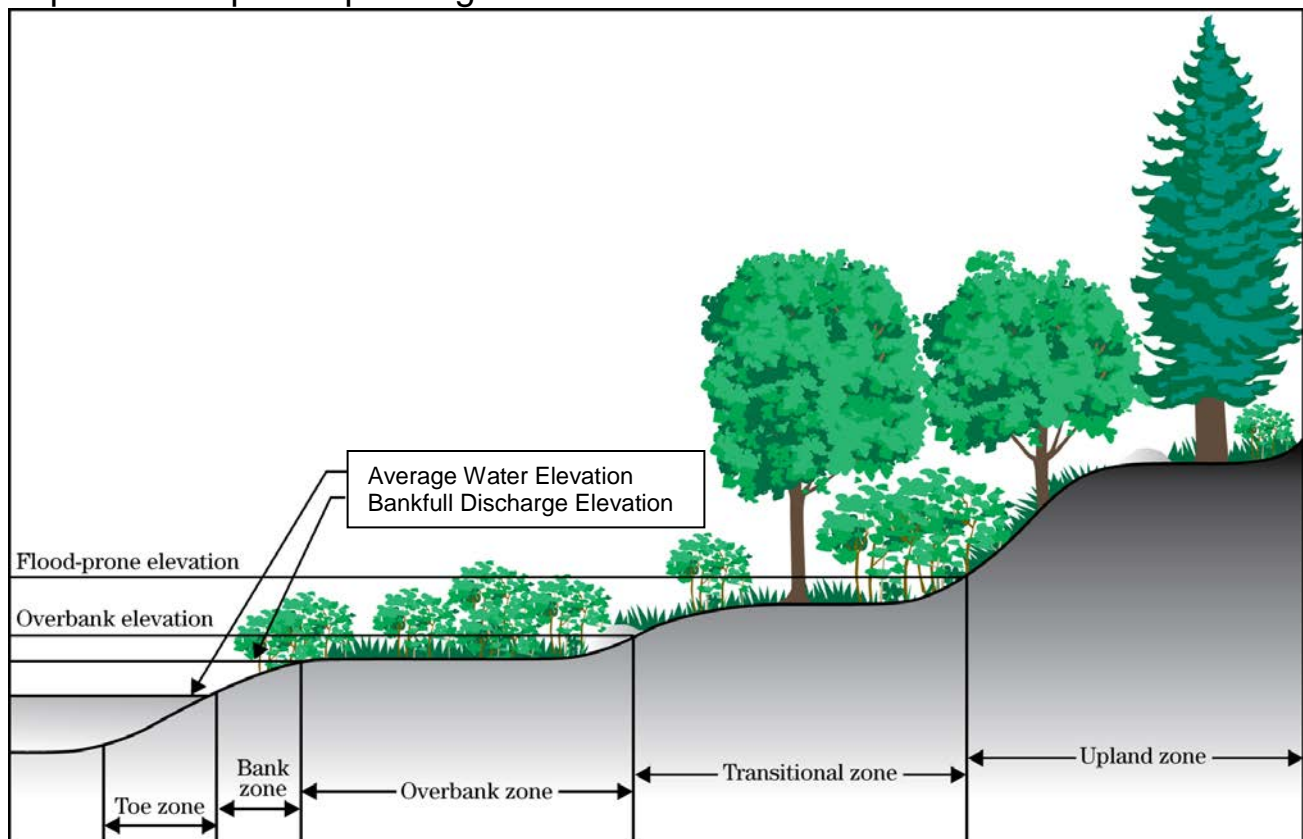 Average Water Elevation
Bankfull Discharge Elevation
Flood-prone elevation
Overbank elevation
Bank
zone
Toe zone
Overbank zone
Transitional zone
Upland zone